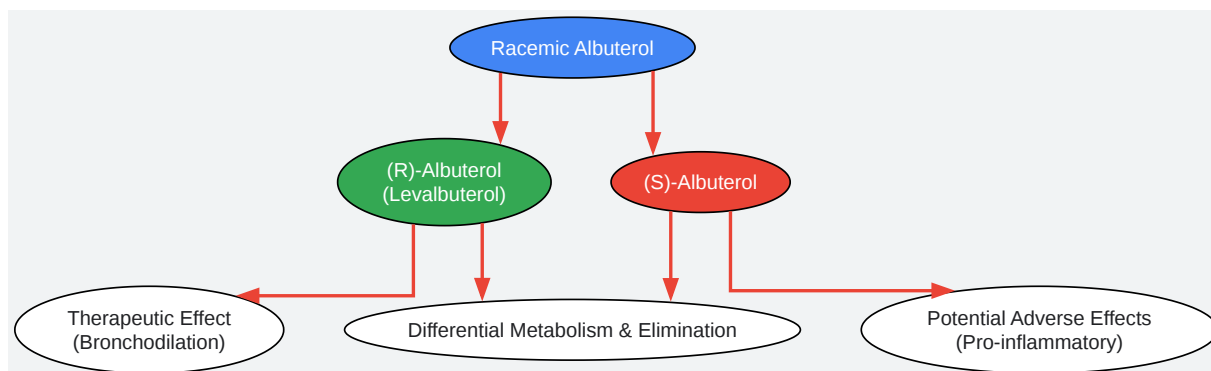 Racemic Albuterol
(R)-Albuterol
(Levalbuterol)
(S)-Albuterol
Therapeutic Effect
(Bronchodilation)
Differential Metabolism & Elimination
Potential Adverse Effects
(Pro-inflammatory)